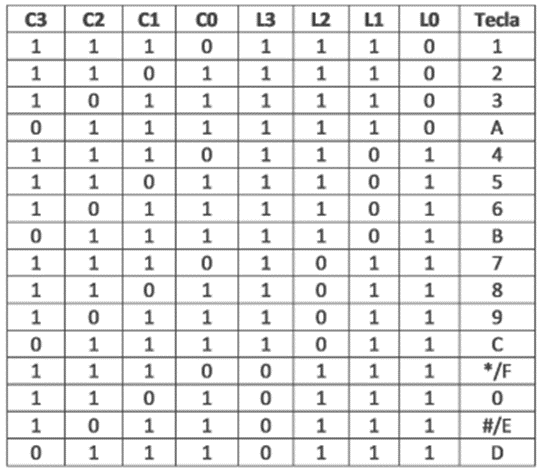 C3 C2 C1 C0 L3 L2 L1 L0 Tecla
1 1 1 0 1 1 1 0 1
1 1 0 1 1 1 1 0 2
1 0 1 1 1 1 1 0 3
0 1 1 1 1 1 1 0 A
1 1 1 0 1 1 0 1 4
1 1 0 1 1 1 0 1 5
1 0 1 1 1 1 0 1 6
0 1 1 1 1 1 0 1 B
1 1 1 0 1 0 1 1 7
1 1 0 1 1 0 1 1 8
1 0 1 1 1 0 1 1 9
0 1 1 1 1 0 1 1 C
1 1 1 0 0 1 1 1 */F
1 1 0 1 0 1 1 1 0
1 0 1 1 0 1 1 1 #/E
0 1 1 1 0 1 1 1 D